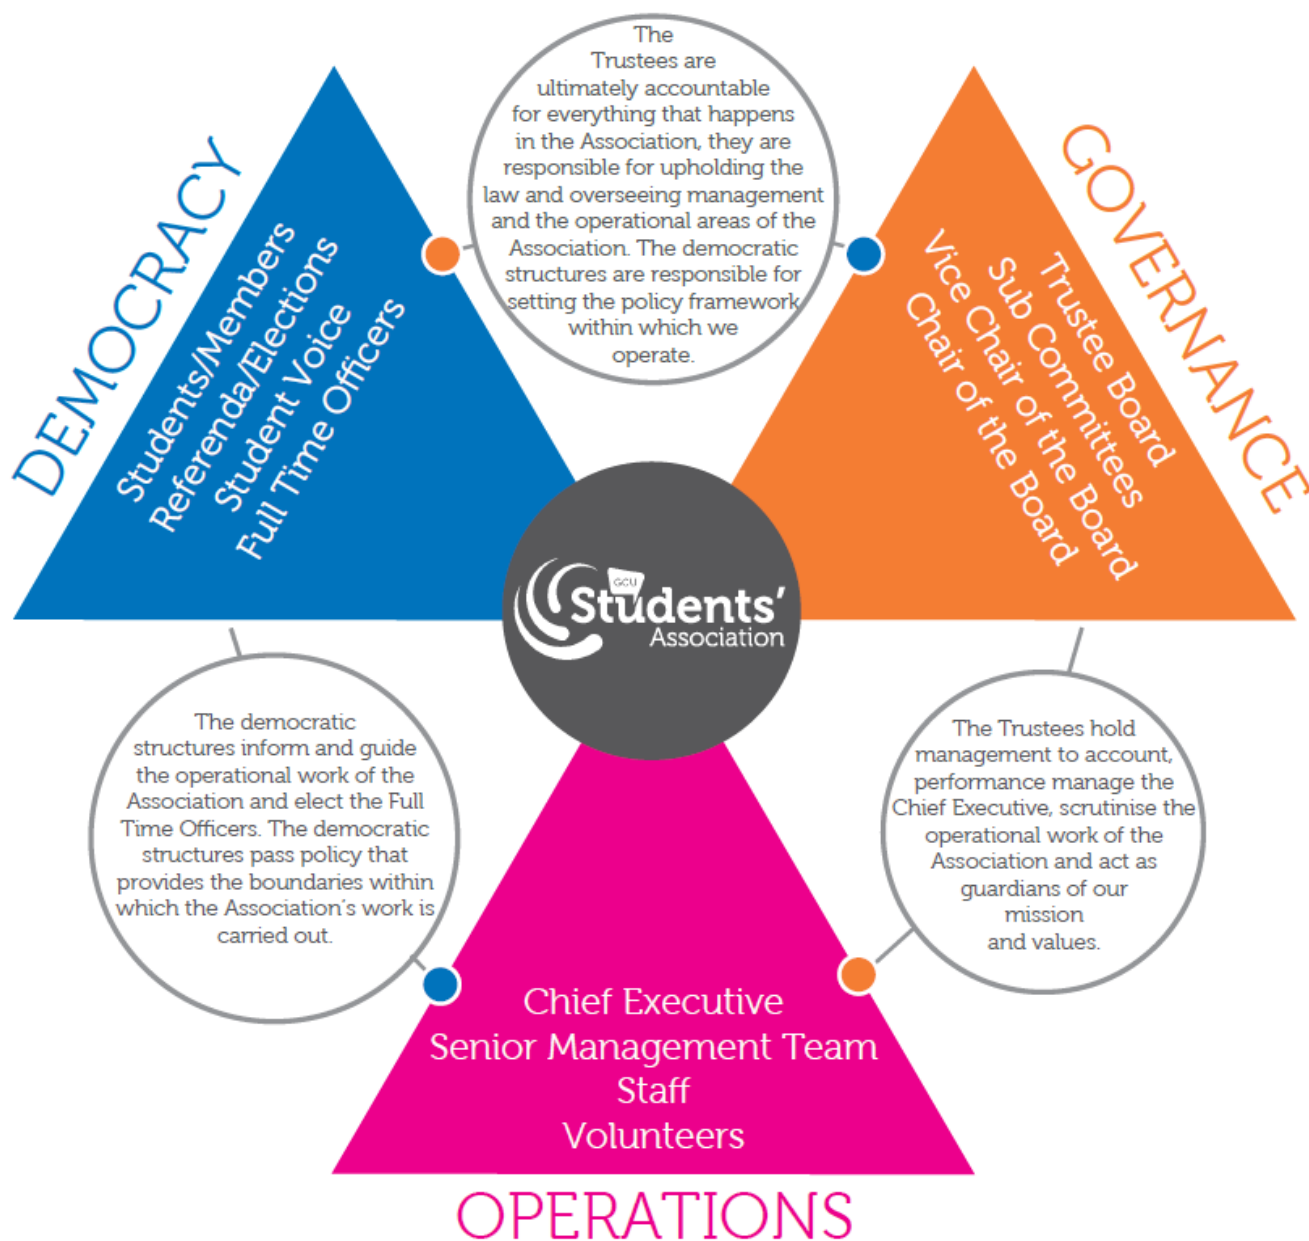 The
Trustees are
ultimately accountable
for everything that happens
in the Association, they are
responsible for upholding the
law and overseeing management
and the operational areas of the
Association. The democratic
structures are responsible for
setting the policy framework
within which we
operate.
DEMOCRACY
Students/Members
Referenda/Elections
Student Voice
Full Time Officers
GOVERNANCE
Trustee Board
Sub Committees
Vice Chair of the Board
Chair of the Board
GCU
Students'
Association
The democratic
structures inform and guide
the operational work of the
Association and elect the Full
Time Officers. The democratic
structures pass policy that
provides the boundaries within
which the Association's work is
carried out.
The Trustees hold
management to account,
performance manage the
Chief Executive, scrutinise the
operational work of the
Association and act as
guardians of our
mission
and values.
Chief Executive
Senior Management Team
Staff
Volunteers
OPERATIONS